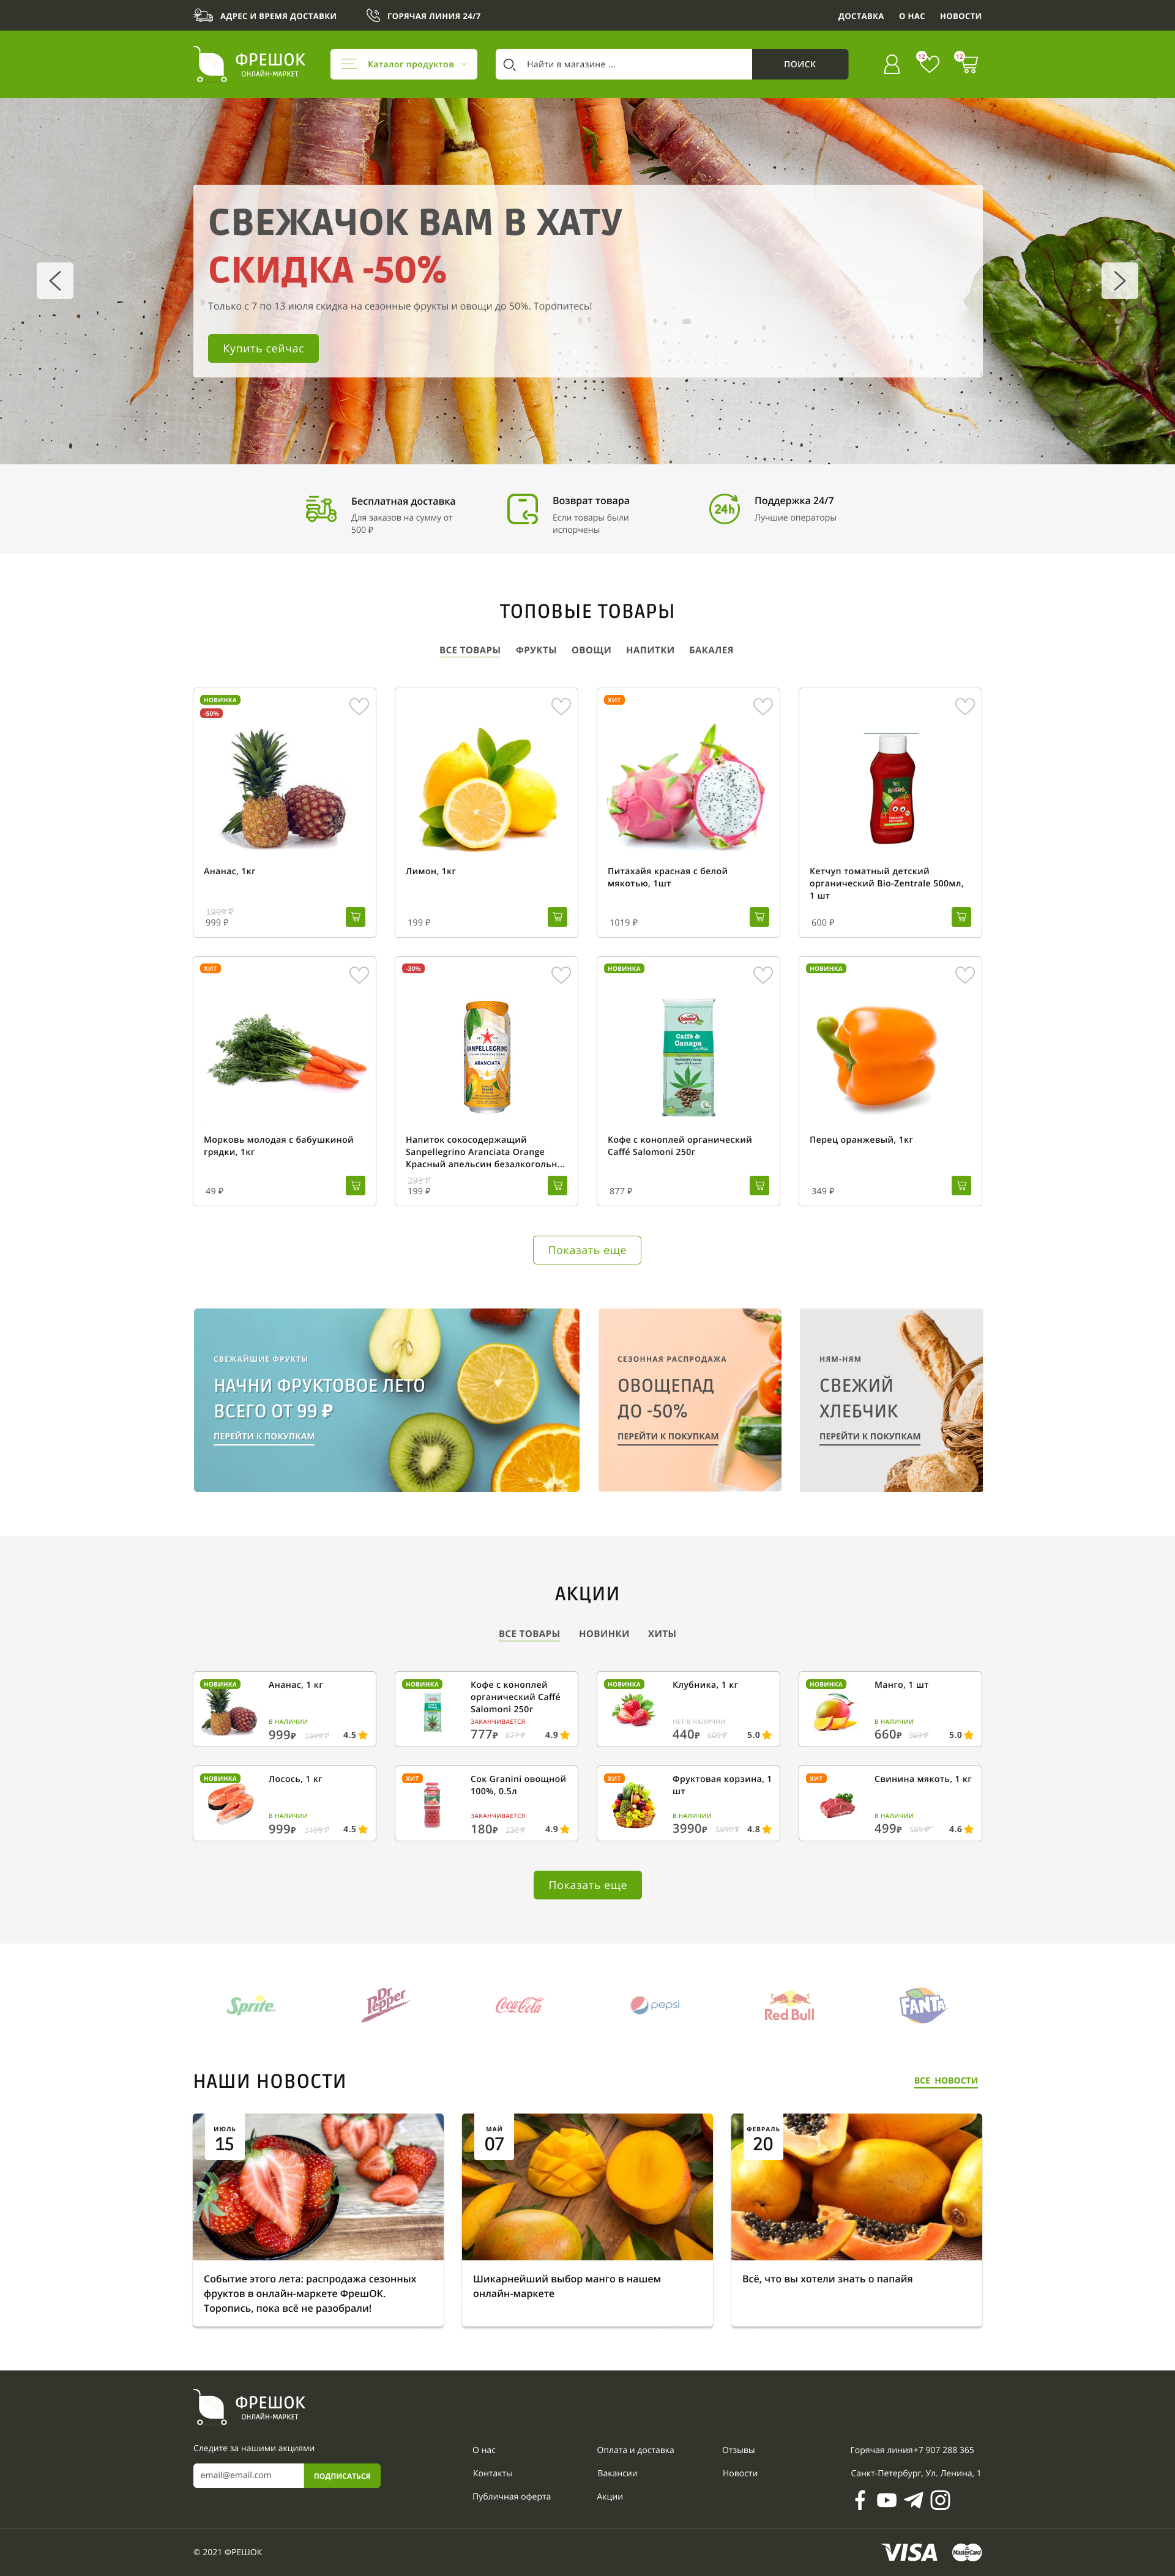 АДРЕС И ВРЕМЯ ДОСТАВКИ
ГОРЯЧАЯ ЛИНИЯ 24/7
ДОСТАВКА
О НАС
НОВОСТИ
ФРЕШОК
ОНЛАЙН-МАРКЕТ
Каталог продуктов
Найти в магазине ...
ПОИСК
12
12
СВЕЖАЧОК ВАМ В ХАТУ
СКИДКА -50%
Только с 7 по 13 июля скидка на сезонные фрукты и овощи до 50%. Торопитесь!
Купить сейчас
Бесплатная доставка
Для заказов на сумму от
500 ₽
Возврат товара
Если товары были
испорчены
24h
Поддержка 24/7
Лучшие операторы
ТОПОВЫЕ ТОВАРЫ
ВСЕ ТОВАРЫ
ФРУКТЫ
ОВОЩИ
НАПИТКИ
БАКАЛЕЯ
НОВИНКА
-50%
Ананас, 1кг
1999 ₽
999 ₽
Лимон, 1кг
199 ₽
ХИТ
Питахайя красная с белой
мякотью, 1шт
1019 ₽
Кетчуп томатный детский
органический Bio-Zentrale 500мл,
1 шт
600 ₽
ХИТ
Морковь молодая с бабушкиной
грядки, 1кг
49 ₽
-30%
SANPELLEGRINO
ARANCIATA
Напиток сокосодержащий
Sanpellegrino Aranciata Orange
Красный апельсин безалкогольн...
299 ₽
199 ₽
НОВИНКА
Salomoni
Caffè &
Canapa
Кофе с коноплей органический
Caffé Salomoni 250г
877 ₽
НОВИНКА
Перец оранжевый, 1кг
349 ₽
Показать еще
СВЕЖАЙШИЕ ФРУКТЫ
НАЧНИ ФРУКТОВОЕ ЛЕТО
ВСЕГО ОТ 99 ₽
ПЕРЕЙТИ К ПОКУПКАМ
СЕЗОННАЯ РАСПРОДАЖА
ОВОЩЕПАД
ДО -50%
ПЕРЕЙТИ К ПОКУПКАМ
НЯМ-НЯМ
СВЕЖИЙ
ХЛЕБЧИК
ПЕРЕЙТИ К ПОКУПКАМ
АКЦИИ
ВСЕ ТОВАРЫ
НОВИНКИ
ХИТЫ
НОВИНКА
Ананас, 1 кг
В НАЛИЧИИ
999₽ 1999 ₽ 4.5
НОВИНКА
Кофе с коноплей
органический Caffé
Salomoni 250г
ЗАКАНЧИВАЕТСЯ
777₽ 877 ₽ 4.9
НОВИНКА
Клубника, 1 кг
НЕТ В НАЛИЧИИ
440₽ 600 ₽ 5.0
НОВИНКА
Манго, 1 шт
В НАЛИЧИИ
660₽ 960 ₽ 5.0
НОВИНКА
Лосось, 1 кг
В НАЛИЧИИ
999₽ 1199 ₽ 4.5
ХИТ
Сок Granini овощной
100%, 0.5л
ЗАКАНЧИВАЕТСЯ
180₽ 230 ₽ 4.9
ХИТ
Фруктовая корзина, 1
шт
В НАЛИЧИИ
3990₽ 5990 ₽ 4.8
ХИТ
Свинина мякоть, 1 кг
В НАЛИЧИИ
499₽ 599 ₽ 4.6
Показать еще
Sprite
Dr Pepper
Coca-Cola
pepsi
Red Bull
FANTA
НАШИ НОВОСТИ
ВСЕ НОВОСТИ
ИЮЛЬ
15
Событие этого лета: распродажа сезонных
фруктов в онлайн-маркете ФрешОК.
Торопись, пока всё не разобрали!
МАЙ
07
Шикарнейший выбор манго в нашем
онлайн-маркете
ФЕВРАЛЬ
20
Всё, что вы хотели знать о папайя
ФРЕШОК
ОНЛАЙН-МАРКЕТ
Следите за нашими акциями
email@email.com
ПОДПИСАТЬСЯ
О нас
Контакты
Публичная оферта
Оплата и доставка
Вакансии
Акции
Отзывы
Новости
Горячая линия+7 907 288 365
Санкт-Петербург, Ул. Ленина, 1
© 2021 ФРЕШОК
VISA
MasterCard